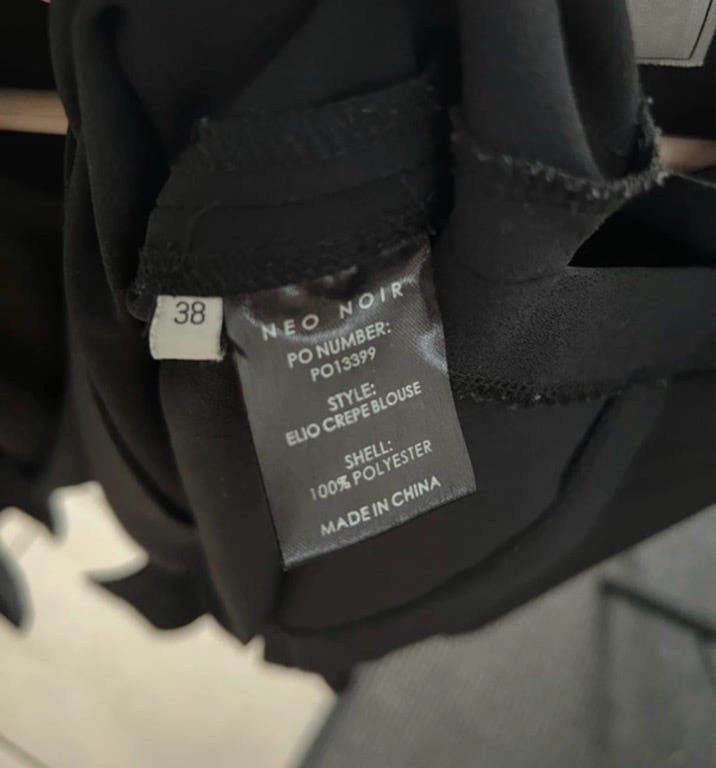 38
NEO NOIR
PO NUMBER:
PO13399
STYLE:
ELIO CREPE BLOUSE
SHELL:
100% POLYESTER
MADE IN CHINA